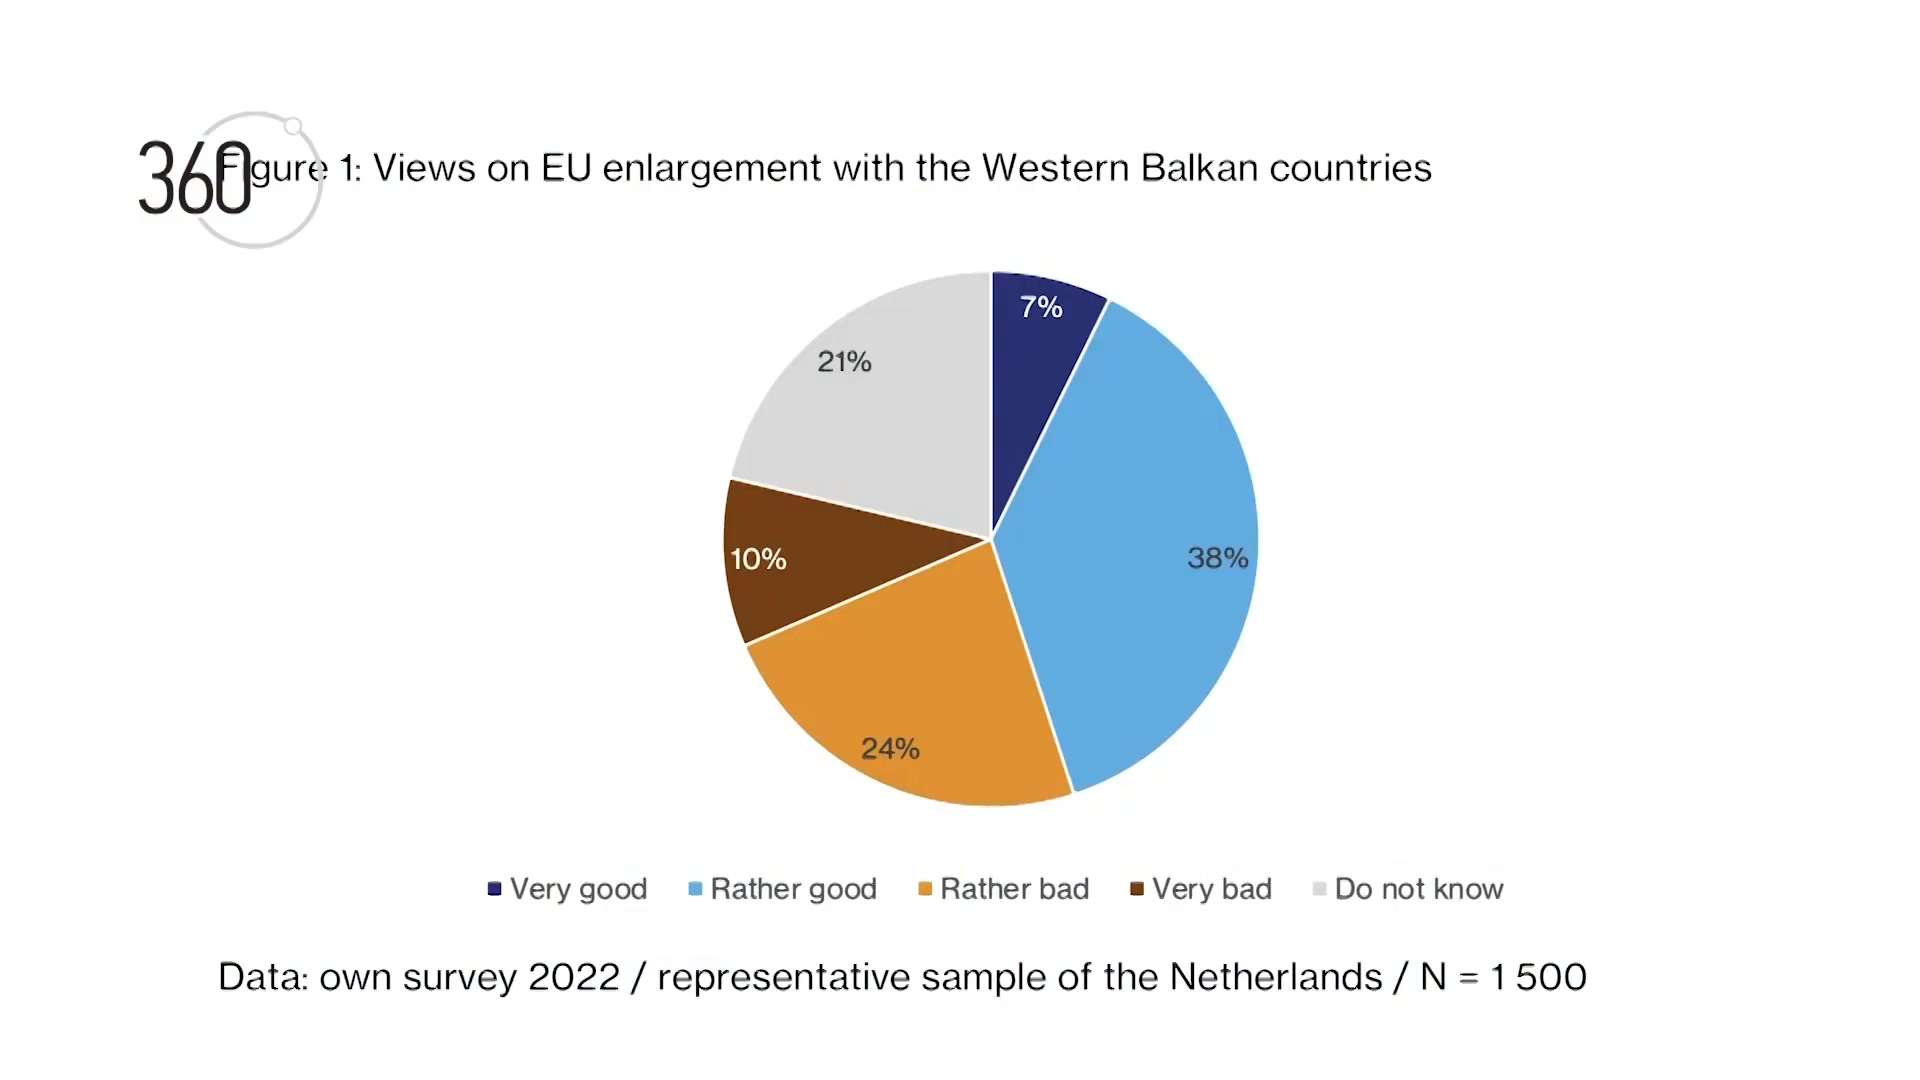 360
Figure 1: Views on EU enlargement with the Western Balkan countries
7%
21%
38%
10%
24%
Very good Rather good Rather bad Very bad Do not know
Data: own survey 2022 / representative sample of the Netherlands / N = 1 500